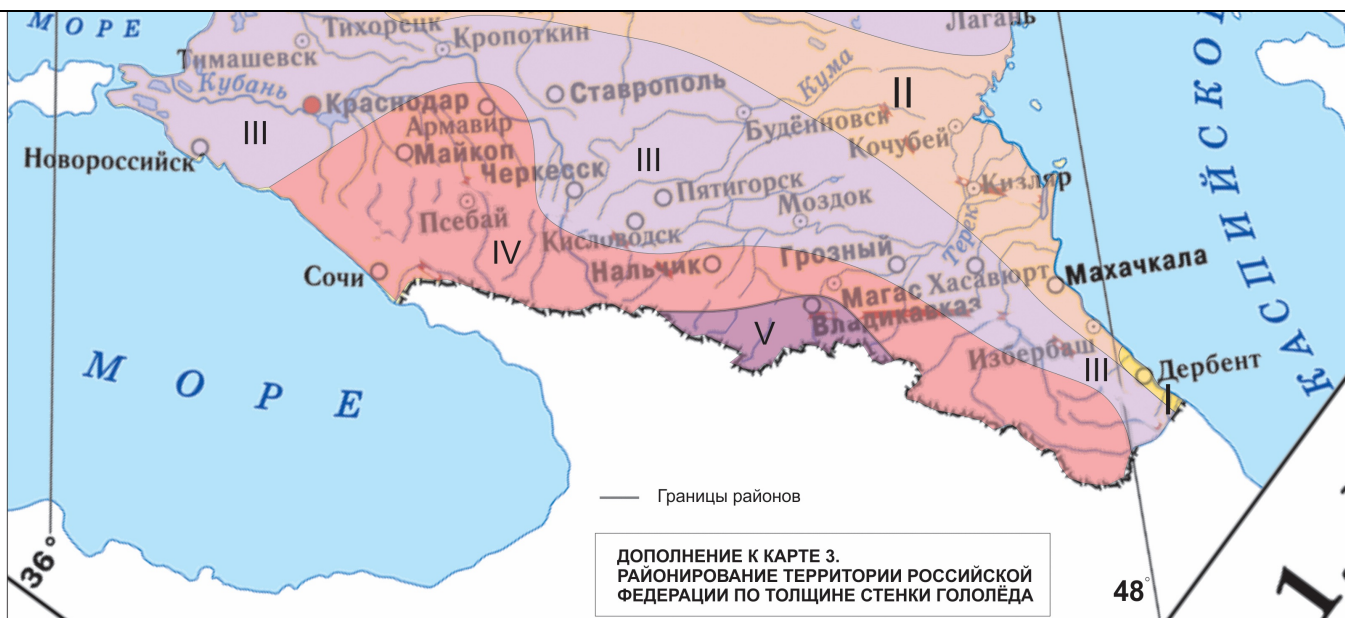 МОРЕ
Тихорецк
Лагань
Кропоткин
Тимашевск
Кубань
Ставрополь
Кума
II
Краснодар
III
Армавир
Будённовск
Кочубей
Новороссийск
Майкоп
III
Черкесск
Пятигорск
Кизляр
Моздок
Псебай
Терек
IV
Кисловодск
Грозный
Нальчик
Сочи
Хасавюрт
Махачкала
Магас
Владикавказ
V
Избербаш
III
Дербент
I
КАСПИЙСКО
К
МОРЕ
Границы районов
ДОПОЛНЕНИЕ К КАРТЕ 3.
РАЙОНИРОВАНИЕ ТЕРРИТОРИИ РОССИЙСКОЙ
ФЕДЕРАЦИИ ПО ТОЛЩИНЕ СТЕНКИ ГОЛОЛЁДА
36°
48°